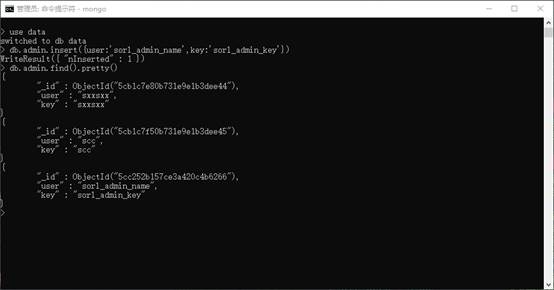 管理员: 命令提示符 - mongo
> use data
switched to db data
> db.admin.insert({user:'sorl_admin_name',key:'sorl_admin_key'})
WriteResult({ "nInserted" : 1 })
> db.admin.find().pretty()
{
"_id" : ObjectId("5cb1c7e80b731e9e1b3dee44"),
"user" : "sxxsxx",
"key" : "sxxsxx"
}
{
"_id" : ObjectId("5cb1c7f50b731e9e1b3dee45"),
"user" : "scc",
"key" : "scc"
}
{
"_id" : ObjectId("5cc252b157ce3a420c4b6266"),
"user" : "sorl_admin_name",
"key" : "sorl_admin_key"
}
>